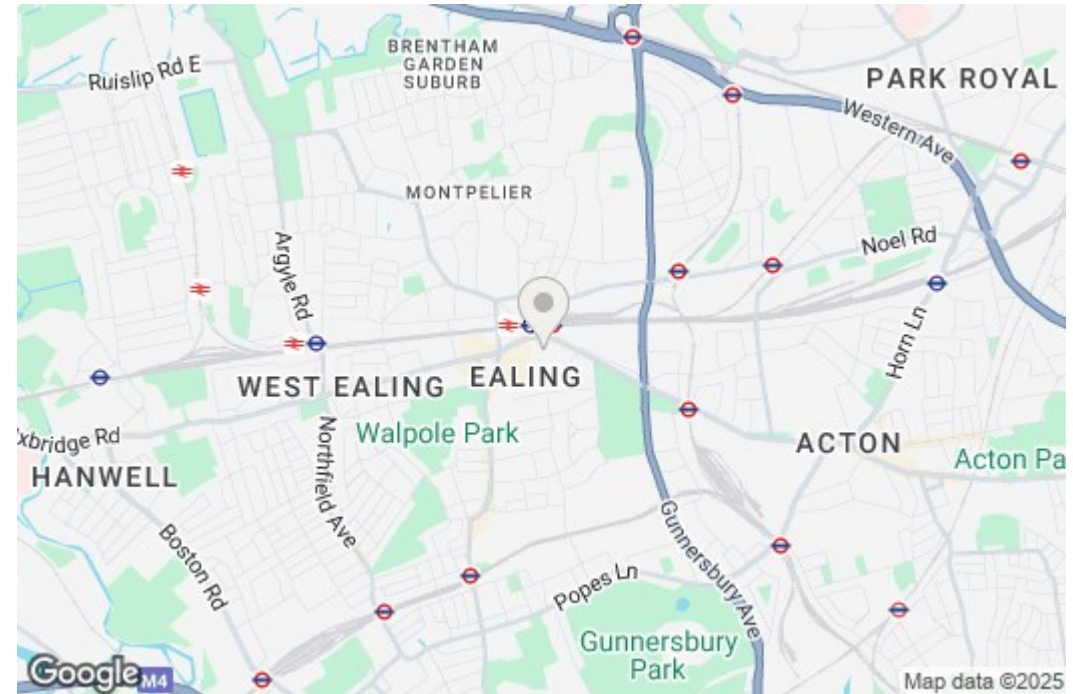 BRENTHAM
GARDEN
SUBURB
Ruislip Rd E
PARK ROYAL
Western Ave
MONTPELIER
Argyle Rd
Noel Rd
Horn Ln
WEST EALING
EALING
Walpole Park
xbridge Rd
HANWELL
Northfield Ave
ACTON
Acton Pa
Boston Rd
Gunnersbury Ave
Popes Ln
Gunnersbury
Park
Google
M4
Map data ©2025